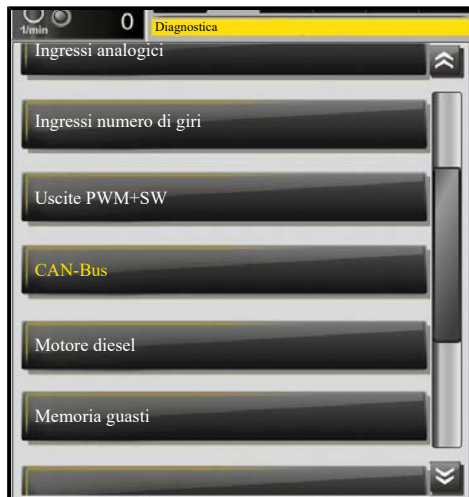 1/min 0 Diagnostica
Ingressi analogici
Ingressi numero di giri
Uscite PWM+SW
CAN-Bus
Motore diesel
Memoria guasti